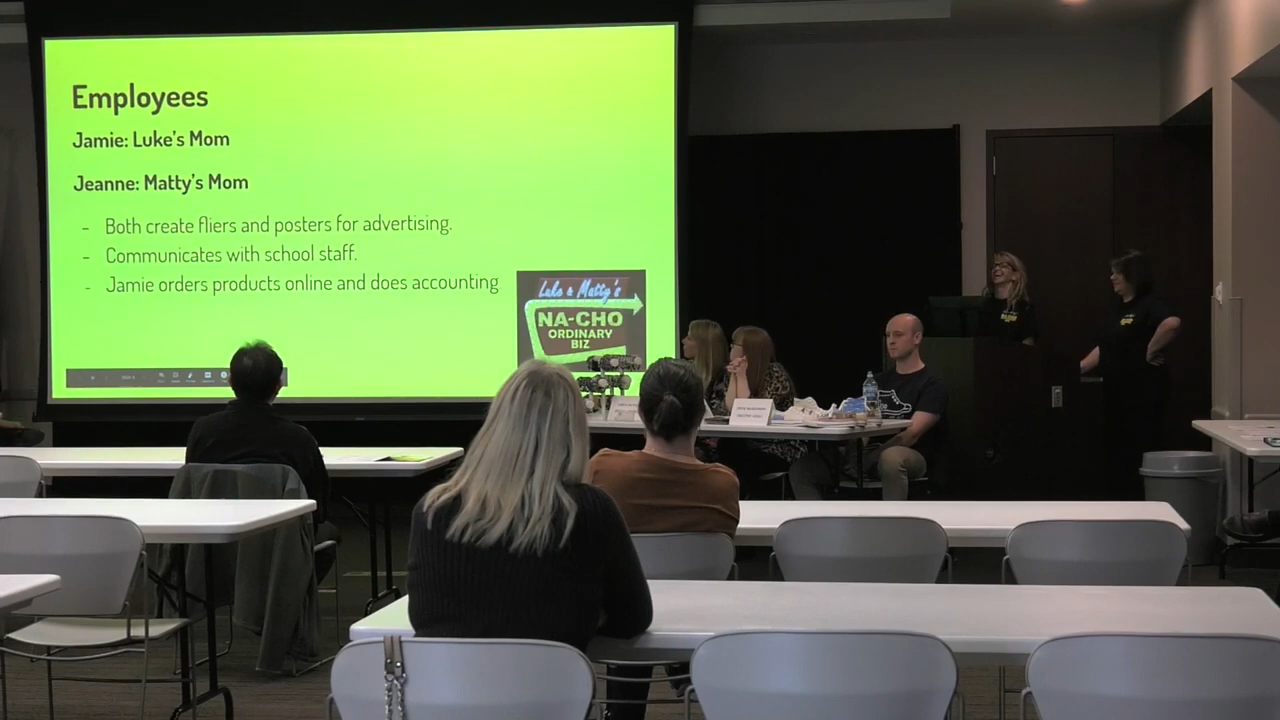 Employees
Jamie: Luke's Mom
Jeanne: Matty's Mom
- Both create fliers and posters for advertising.
- Communicates with school staff.
- Jamie orders products online and does accounting
Luke & Matty's
NA-CHO
ORDINARY
BIZ